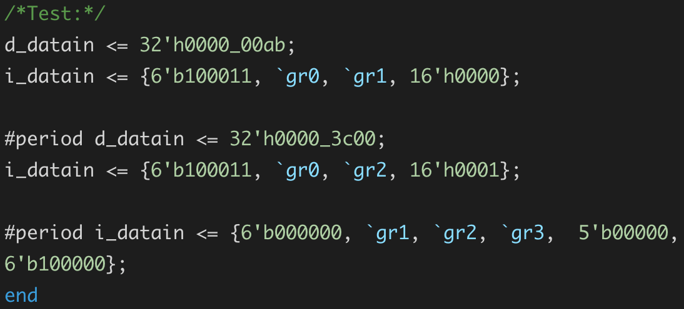 /*Test:*/
d_datain <= 32'h0000_00ab;
i_datain <= {6'b100011, `gr0, `gr1, 16'h0000};
#period d_datain <= 32'h0000_3c00;
i_datain <= {6'b100011, `gr0, `gr2, 16'h0001};
#period i_datain <= {6'b000000, `gr1, `gr2, `gr3,  5'b00000,
6'b100000};
end